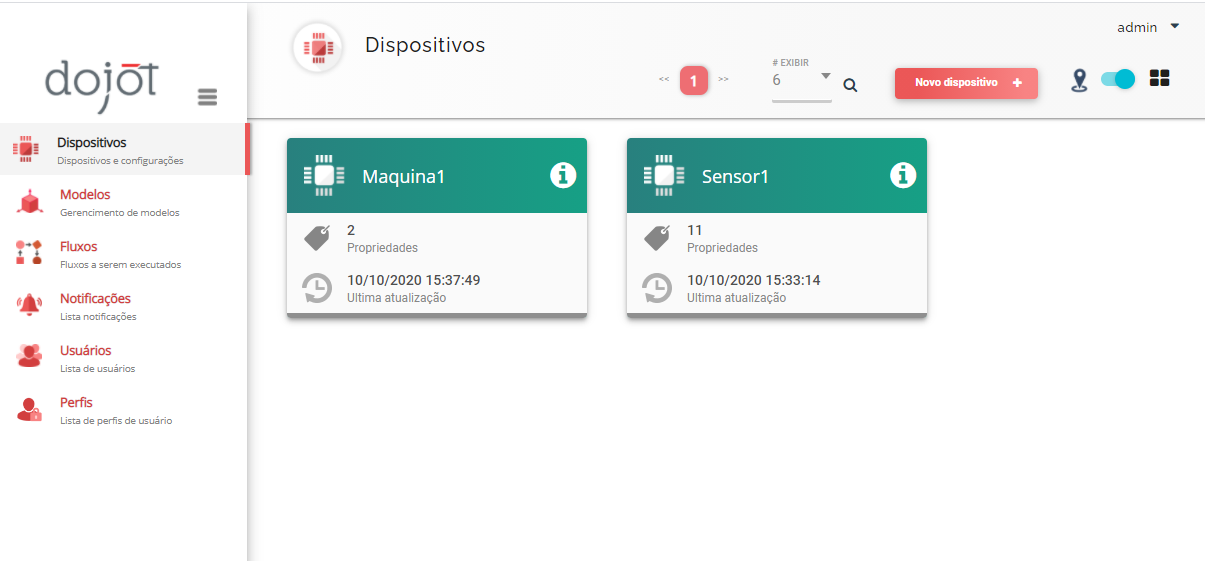 dojot
Dispositivos
Dispositivos e configurações
Modelos
Gerencimento de modelos
Fluxos
Fluxos a serem executados
Notificações
Lista notificações
Usuários
Lista de usuários
Perfis
Lista de perfis de usuário
admin
Dispositivos
<< 1 >>
# EXIBIR
6
Novo dispositivo +
Maquina1
2
Propriedades
10/10/2020 15:37:49
Ultima atualização
Sensor1
11
Propriedades
10/10/2020 15:33:14
Ultima atualização